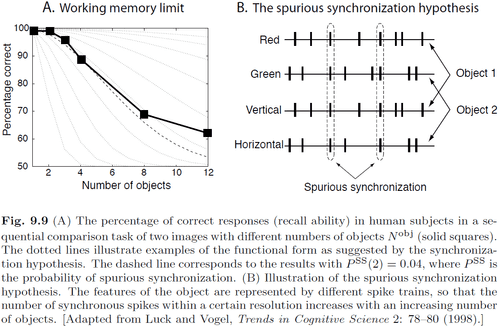 A. Working memory limit
B. The spurious synchronization hypothesis
Percentage correct
100
90
80
70
60
50
2
4
6
8
10
12
Number of objects
Red
Green
Vertical
Horizontal
Object 1
Object 2
Spurious synchronization
Fig. 9.9 (A) The percentage of correct responses (recall ability) in human subjects in a se-
quential comparison task of two images with different numbers of objects N^obj (solid squares).
The dotted lines illustrate examples of the functional form as suggested by the synchroniza-
tion hypothesis. The dashed line corresponds to the results with P^SS(2) = 0.04, where P^SS is
the probability of spurious synchronization. (B) Illustration of the spurious synchronization
hypothesis. The features of the object are represented by different spike trains, so that the
number of synchronous spikes within a certain resolution increases with an increasing number
of objects. [Adapted from Luck and Vogel, Trends in Cognitive Science 2: 78–80 (1998).]